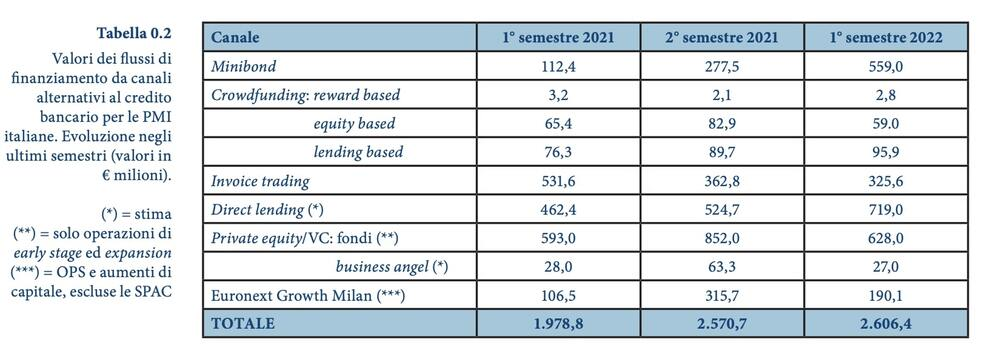 Tabella 0.2
Valori dei flussi di
finanziamento da canali
alternativi al credito
bancario per le PMI
italiane. Evoluzione negli
ultimi semestri (valori in
€ milioni).
(*) = stima
(**) = solo operazioni di
early stage ed expansion
(***) = OPS e aumenti di
capitale, escluse le SPAC
Canale 1° semestre 2021 2° semestre 2021 1° semestre 2022
Minibond 112,4 277,5 559,0
Crowdfunding: reward based 3,2 2,1 2,8
equity based 65,4 82,9 59.0
lending based 76,3 89,7 95,9
Invoice trading 531,6 362,8 325,6
Direct lending (*) 462,4 524,7 719,0
Private equity/VC: fondi (**) 593,0 852,0 628,0
business angel (*) 28,0 63,3 27,0
Euronext Growth Milan (***) 106,5 315,7 190,1
TOTALE 1.978,8 2.570,7 2.606,4